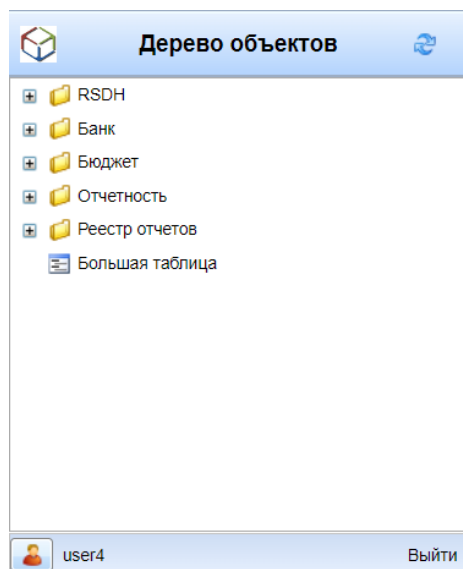 Дерево объектов
RSDH
Банк
Бюджет
Отчетность
Реестр отчетов
Большая таблица
user4 Выйти